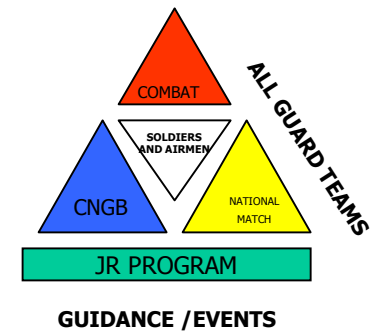 COMBAT
ALL GUARD TEAMS
SOLDIERS
AND AIRMEN
CNGB
NATIONAL
MATCH
JR PROGRAM
GUIDANCE /EVENTS